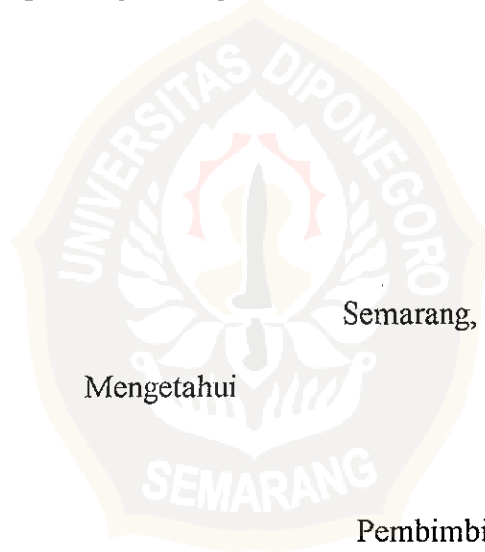 UNIVERSITAS DIPONEGORO
Semarang,
Mengetahui
SEMARANG
Pembimbi